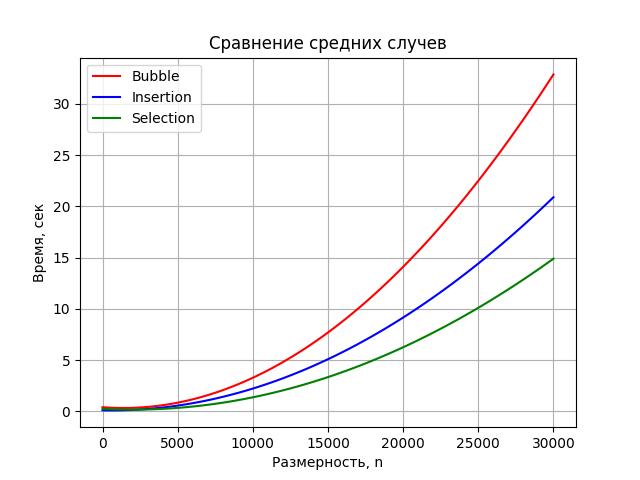 Сравнение средних случев
Bubble
Insertion
Selection
Время, сек
30
25
20
15
10
5
0
0 5000 10000 15000 20000 25000 30000
Размерность, n